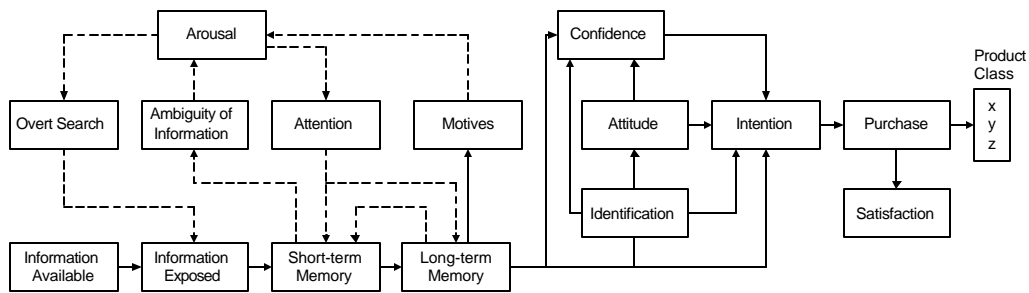 Arousal
Confidence
Product
Class
Overt Search
Ambiguity of
Information
Attention
Motives
Attitude
Intention
Purchase
x
y
z
Identification
Satisfaction
Information
Available
Information
Exposed
Short-term
Memory
Long-term
Memory